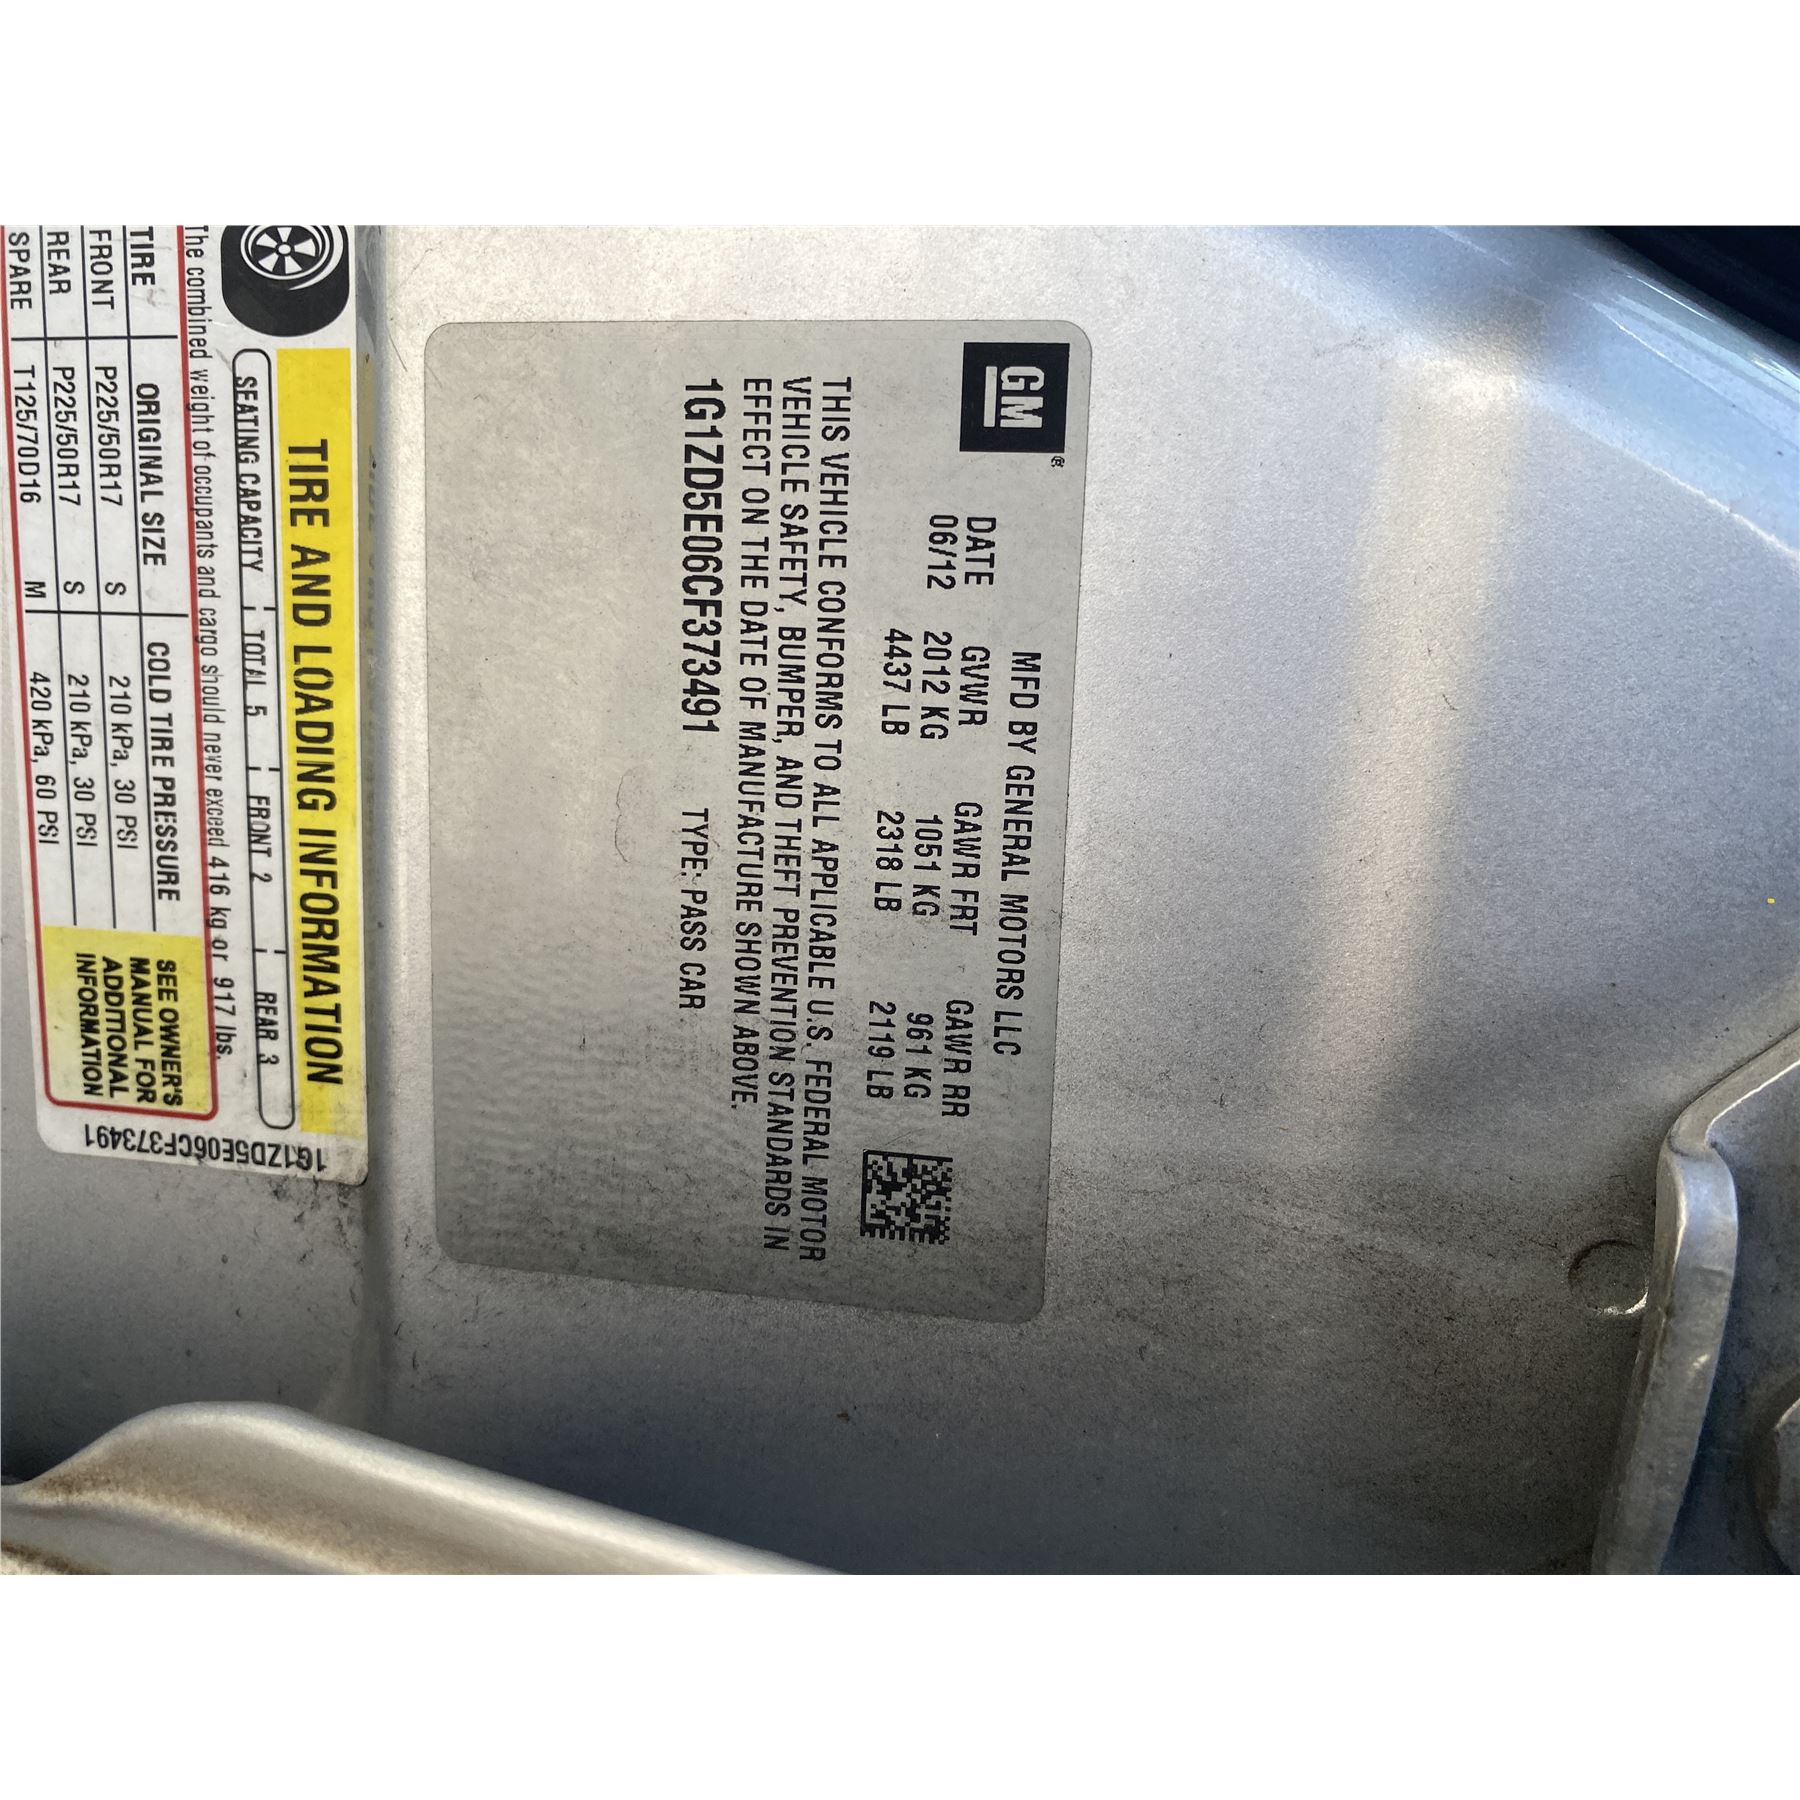 GM ®
MFD BY GENERAL MOTORS LLC
DATE GVWR GAWR FRT GAWR RR
06/12 2012 KG 1051 KG 961 KG
4437 LB 2318 LB 2119 LB
THIS VEHICLE CONFORMS TO ALL APPLICABLE U.S. FEDERAL MOTOR
VEHICLE SAFETY, BUMPER, AND THEFT PREVENTION STANDARDS IN
EFFECT ON THE DATE OF MANUFACTURE SHOWN ABOVE.
1G1ZD5E06CF373491 TYPE: PASS CAR
TIRE AND LOADING INFORMATION
SEATING CAPACITY TOTAL 5 FRONT 2 REAR 3
The combined weight of occupants and cargo should never exceed 416 kg or 917 lbs.
TIRE ORIGINAL SIZE COLD TIRE PRESSURE
FRONT P225/50R17 S 210 kPa, 30 PSI
REAR P225/50R17 S 210 kPa, 30 PSI
SPARE T125/70D16 M 420 kPa, 60 PSI
SEE OWNER'S
MANUAL FOR
ADDITIONAL
INFORMATION
1G1ZD5E06CF373491